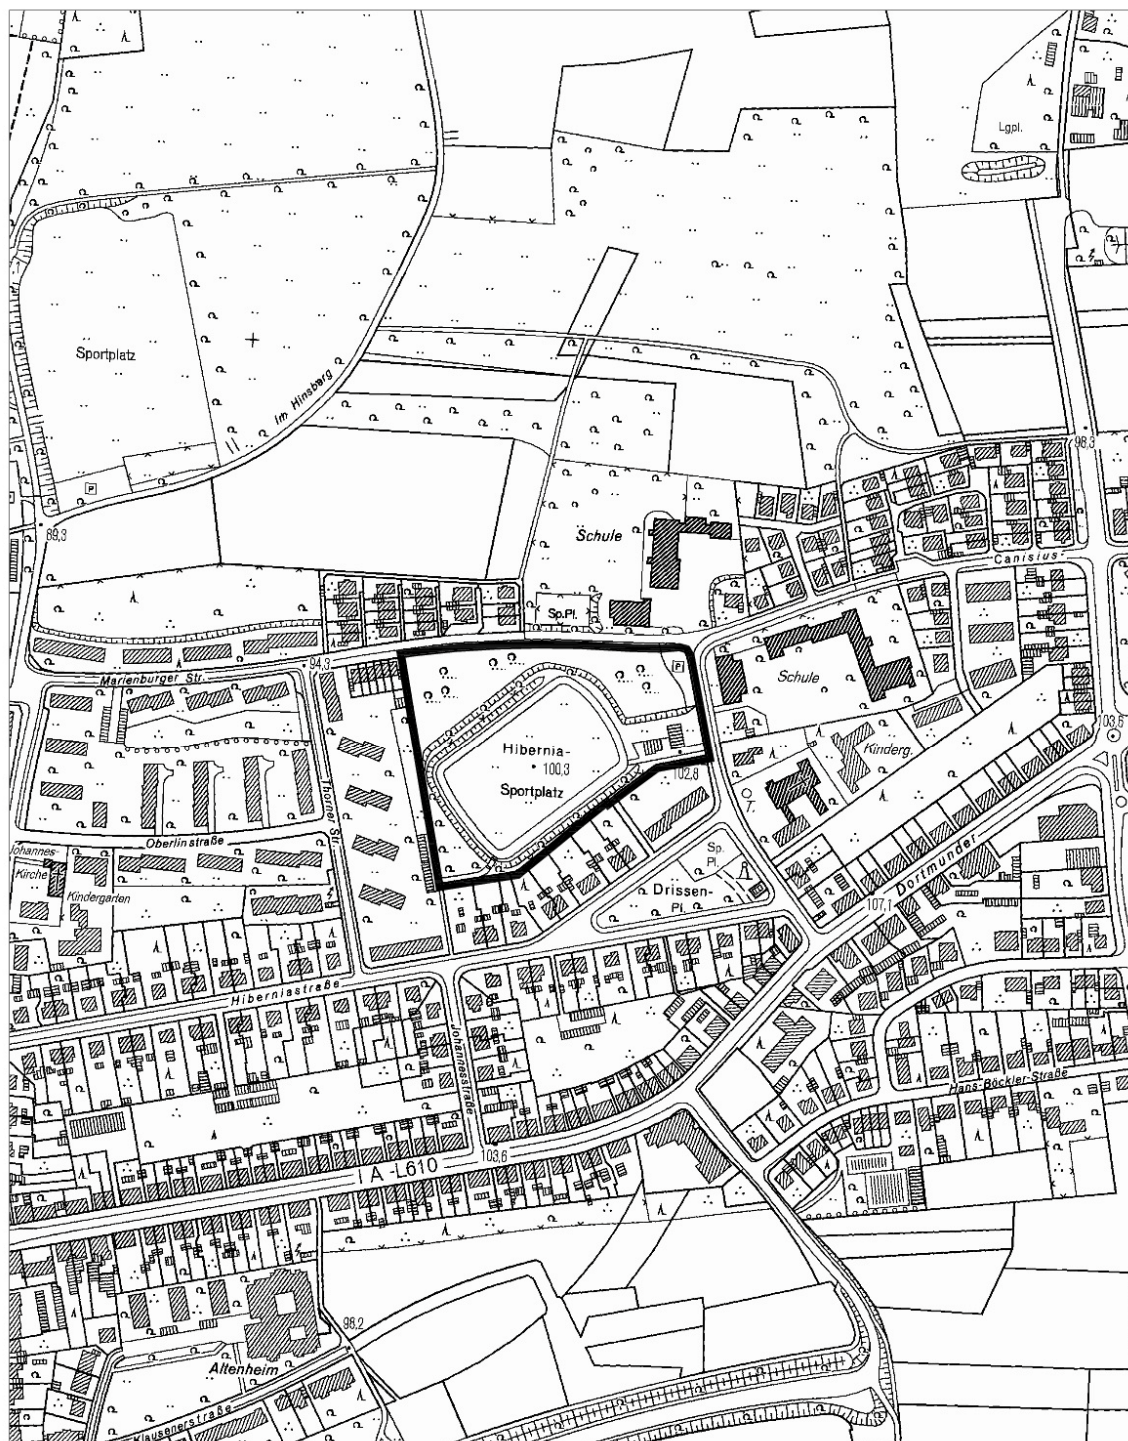 Lg.pl.
Sportplatz
Im Hinsberg
98,3
P
89,3
Schule
Canisius-
Sp.Pl.
94,3
Marienburger Str.
P
Schule
103,6
Hibernia-
100,3
Sportplatz
Kinderg.
102,8
T.
Thorner Str.
Oberlinstraße
Johannes-
Kirche
Kindergarten
Sp.
Pl.
Drissen-
Pl.
Dortmunder
107,1
Hiberniastraße
Johannesstraße
Hans-Böckler-Straße
103,6
A
L610
98,2
Altenheim
Klausenerstraße